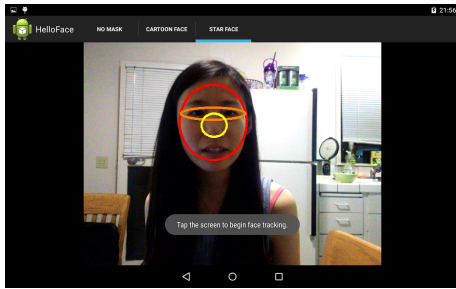 21:56
HelloFace
NO MASK
CARTOON FACE
STAR FACE
Tap the screen to begin face tracking.